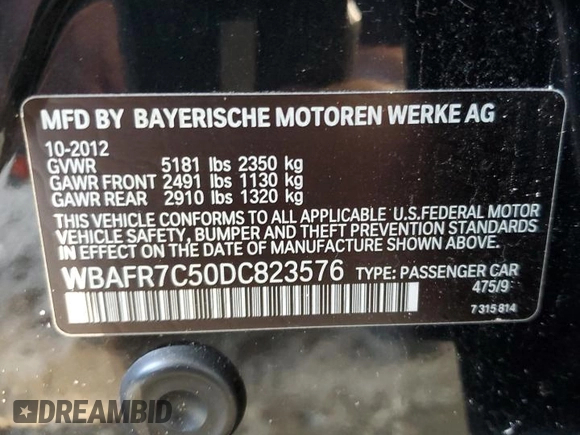 MFD BY BAYERISCHE MOTOREN WERKE AG
10-2012
GVWR 5181 lbs 2350 kg
GAWR FRONT 2491 lbs 1130 kg
GAWR REAR 2910 lbs 1320 kg
THIS VEHICLE CONFORMS TO ALL APPLICABLE U.S.FEDERAL MOTOR
VEHICLE SAFETY, BUMPER AND THEFT PREVENTION STANDARDS
IN EFFECT ON THE DATE OF MANUFACTURE SHOWN ABOVE.
WBAFR7C50DC823576 TYPE: PASSENGER CAR
475/9
7 315 814
DREAMBID